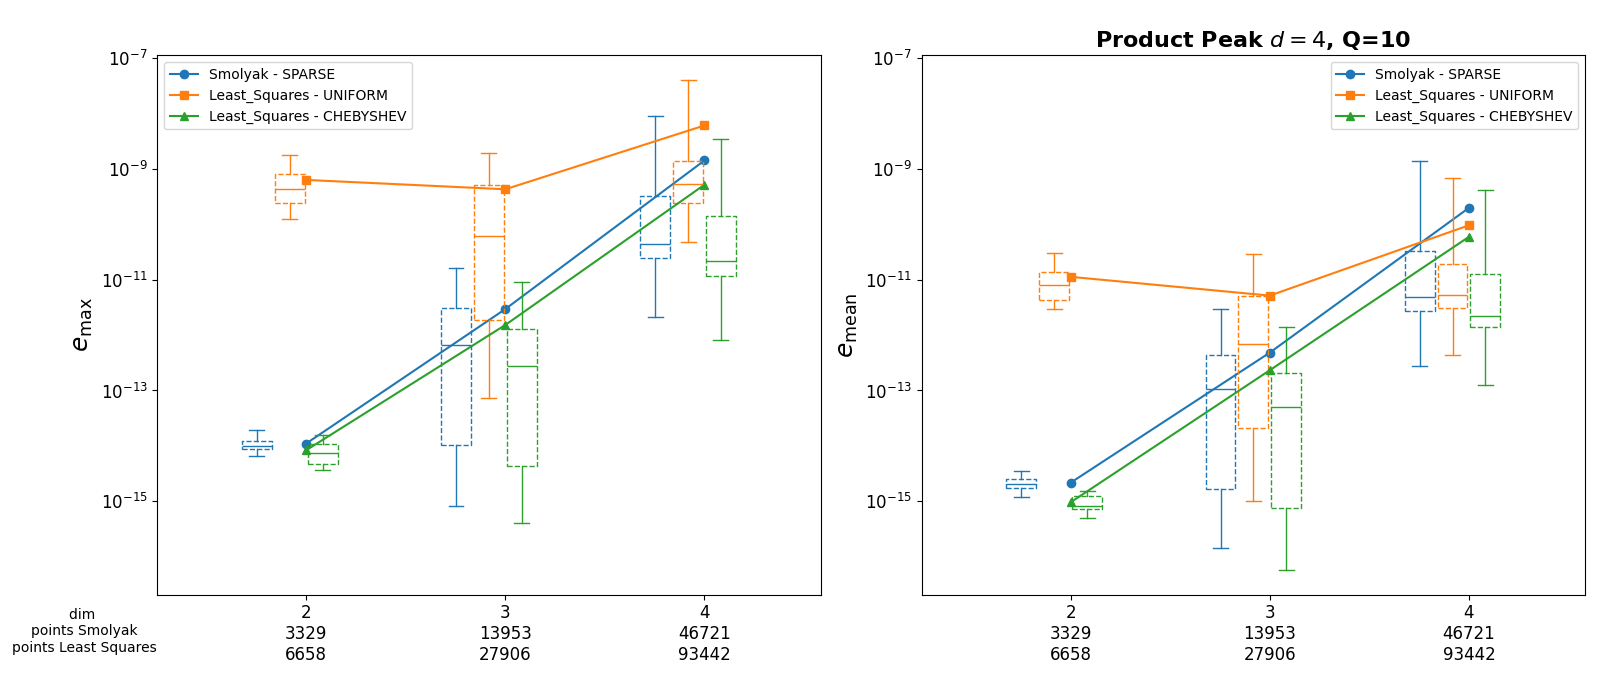 Product Peak d = 4, Q=10
10⁻⁷
10⁻⁹
10⁻¹¹
10⁻¹³
10⁻¹⁵
e_max
Smolyak - SPARSE
Least_Squares - UNIFORM
Least_Squares - CHEBYSHEV
dim
points Smolyak
points Least Squares
2 3 4
3329 13953 46721
6658 27906 93442
10⁻⁷
10⁻⁹
10⁻¹¹
10⁻¹³
10⁻¹⁵
e_mean
Smolyak - SPARSE
Least_Squares - UNIFORM
Least_Squares - CHEBYSHEV
2 3 4
3329 13953 46721
6658 27906 93442